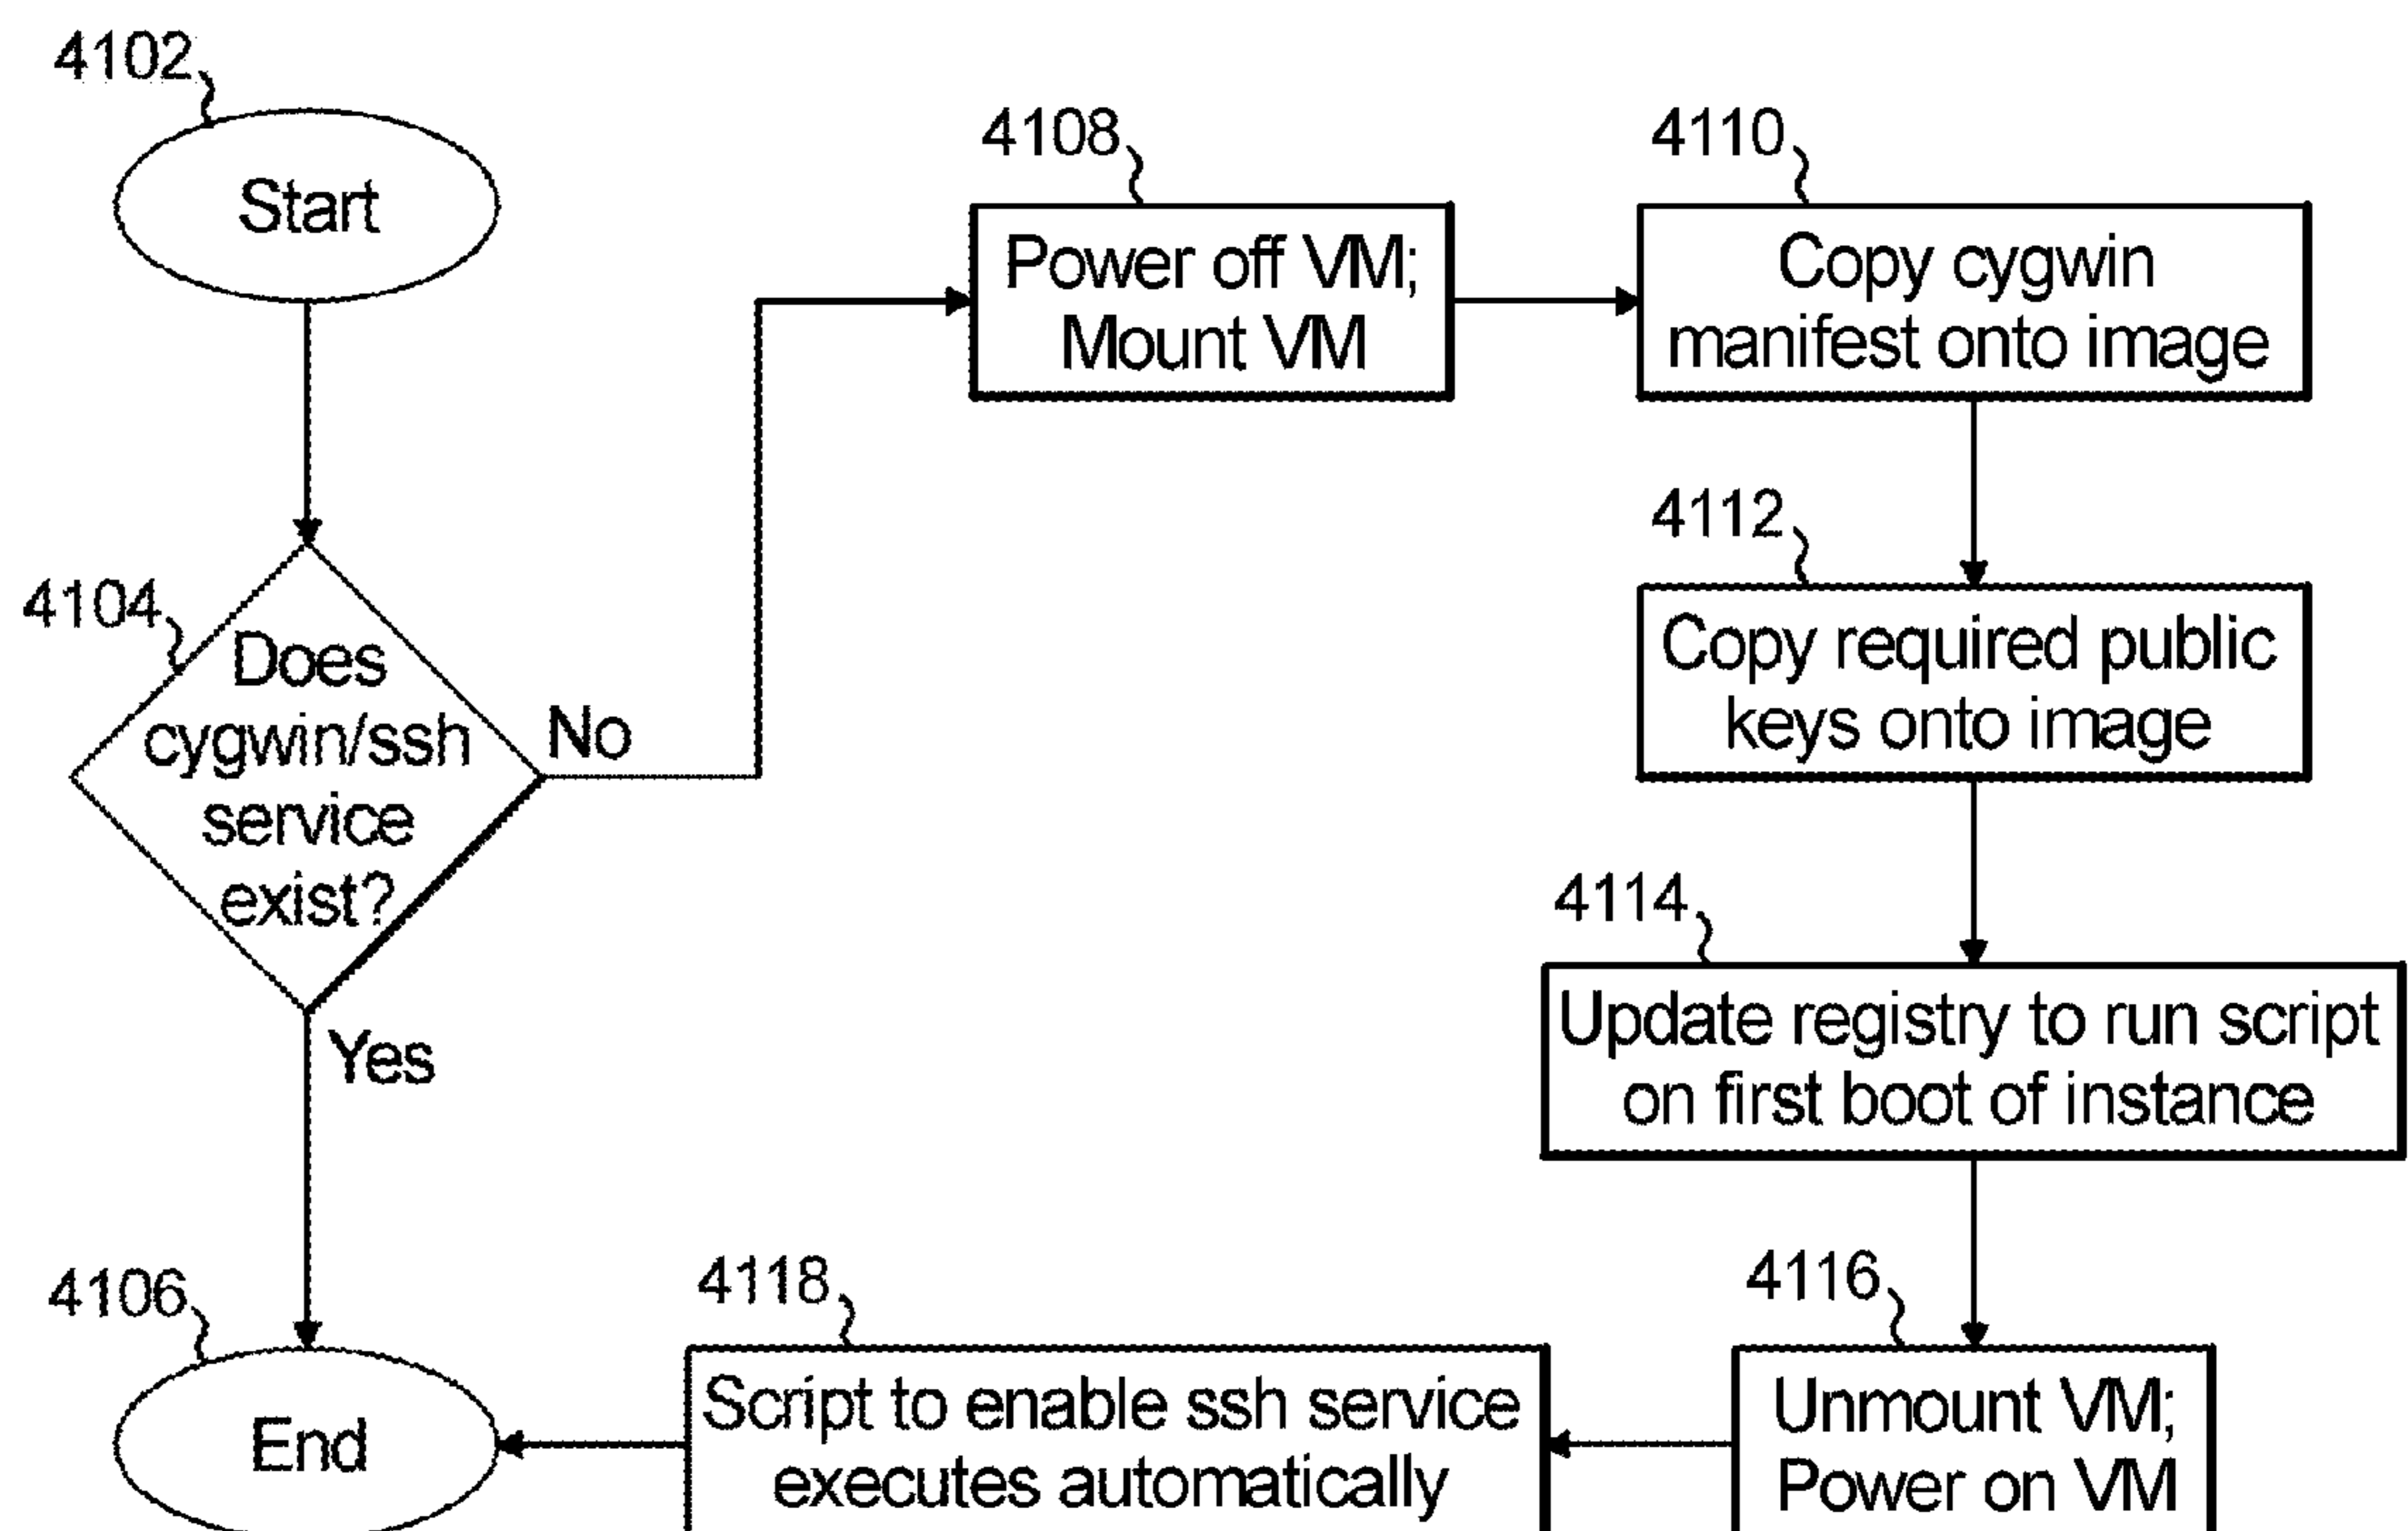 4102
Start
4104
Does
cygwin/ssh
service
exist?
No
Yes
4106
End
4108
Power off VM;
Mount VM
4110
Copy cygwin
manifest onto image
4112
Copy required public
keys onto image
4114
Update registry to run script
on first boot of instance
4116
Unmount VM;
Power on VM
4118
Script to enable ssh service
executes automatically